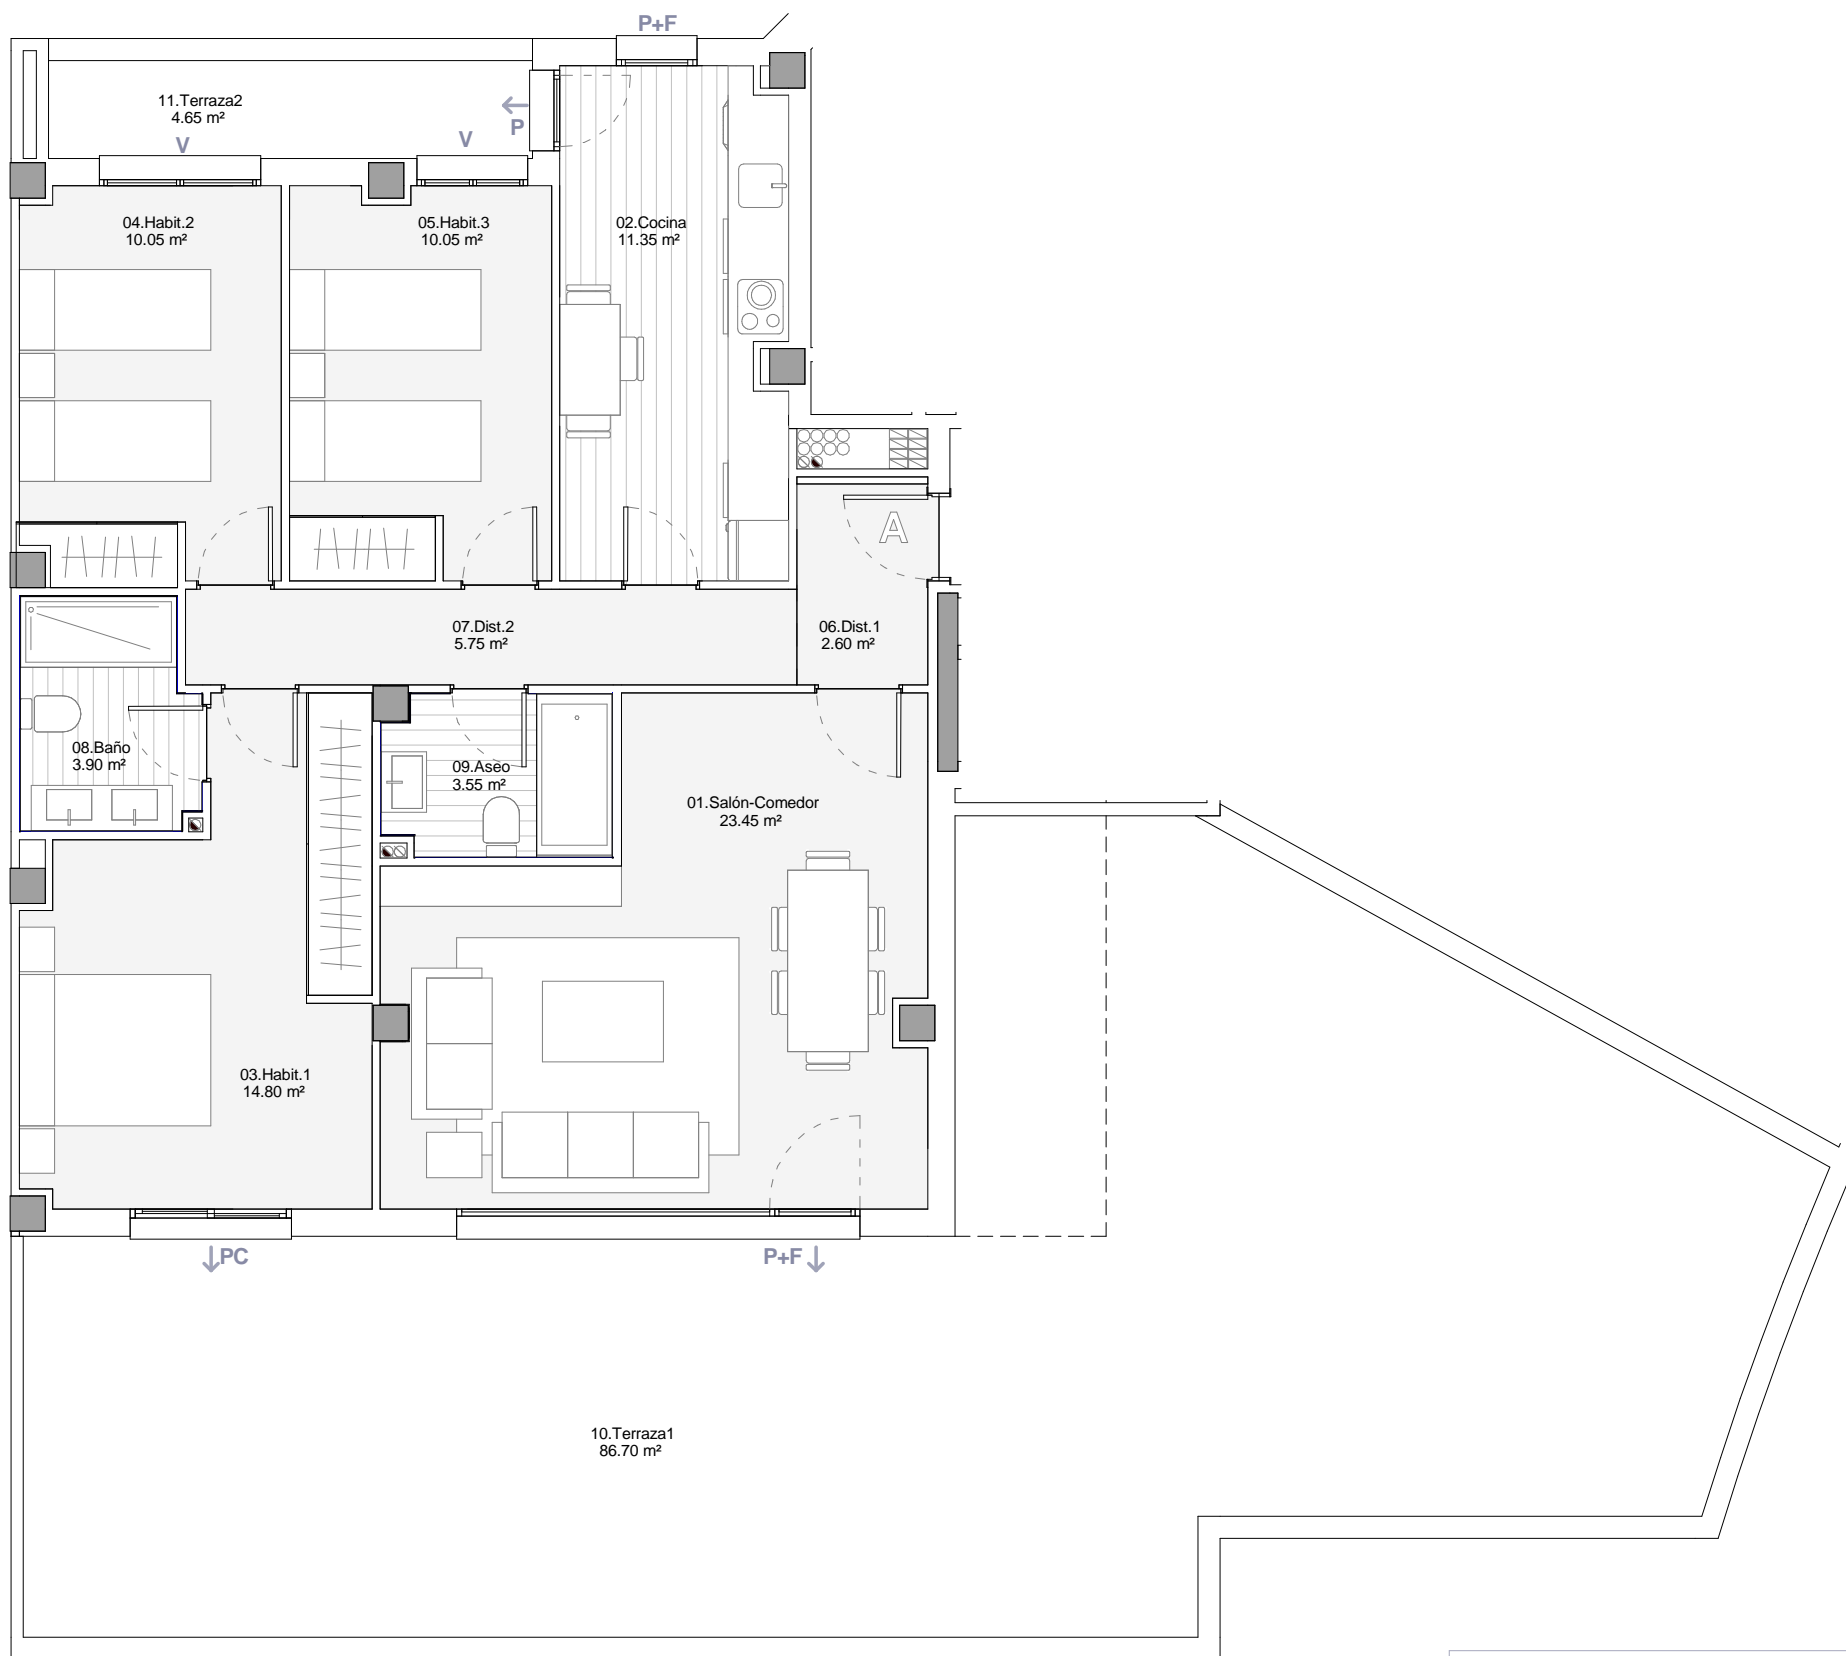 P+F
11.Terraza2
4.65 m²
P
V
V
04.Habit.2
10.05 m²
05.Habit.3
10.05 m²
02.Cocina
11.35 m²
A
07.Dist.2
5.75 m²
06.Dist.1
2.60 m²
08.Baño
3.90 m²
09.Aseo
3.55 m²
01.Salón-Comedor
23.45 m²
03.Habit.1
14.80 m²
PC
P+F
10.Terraza1
86.70 m²